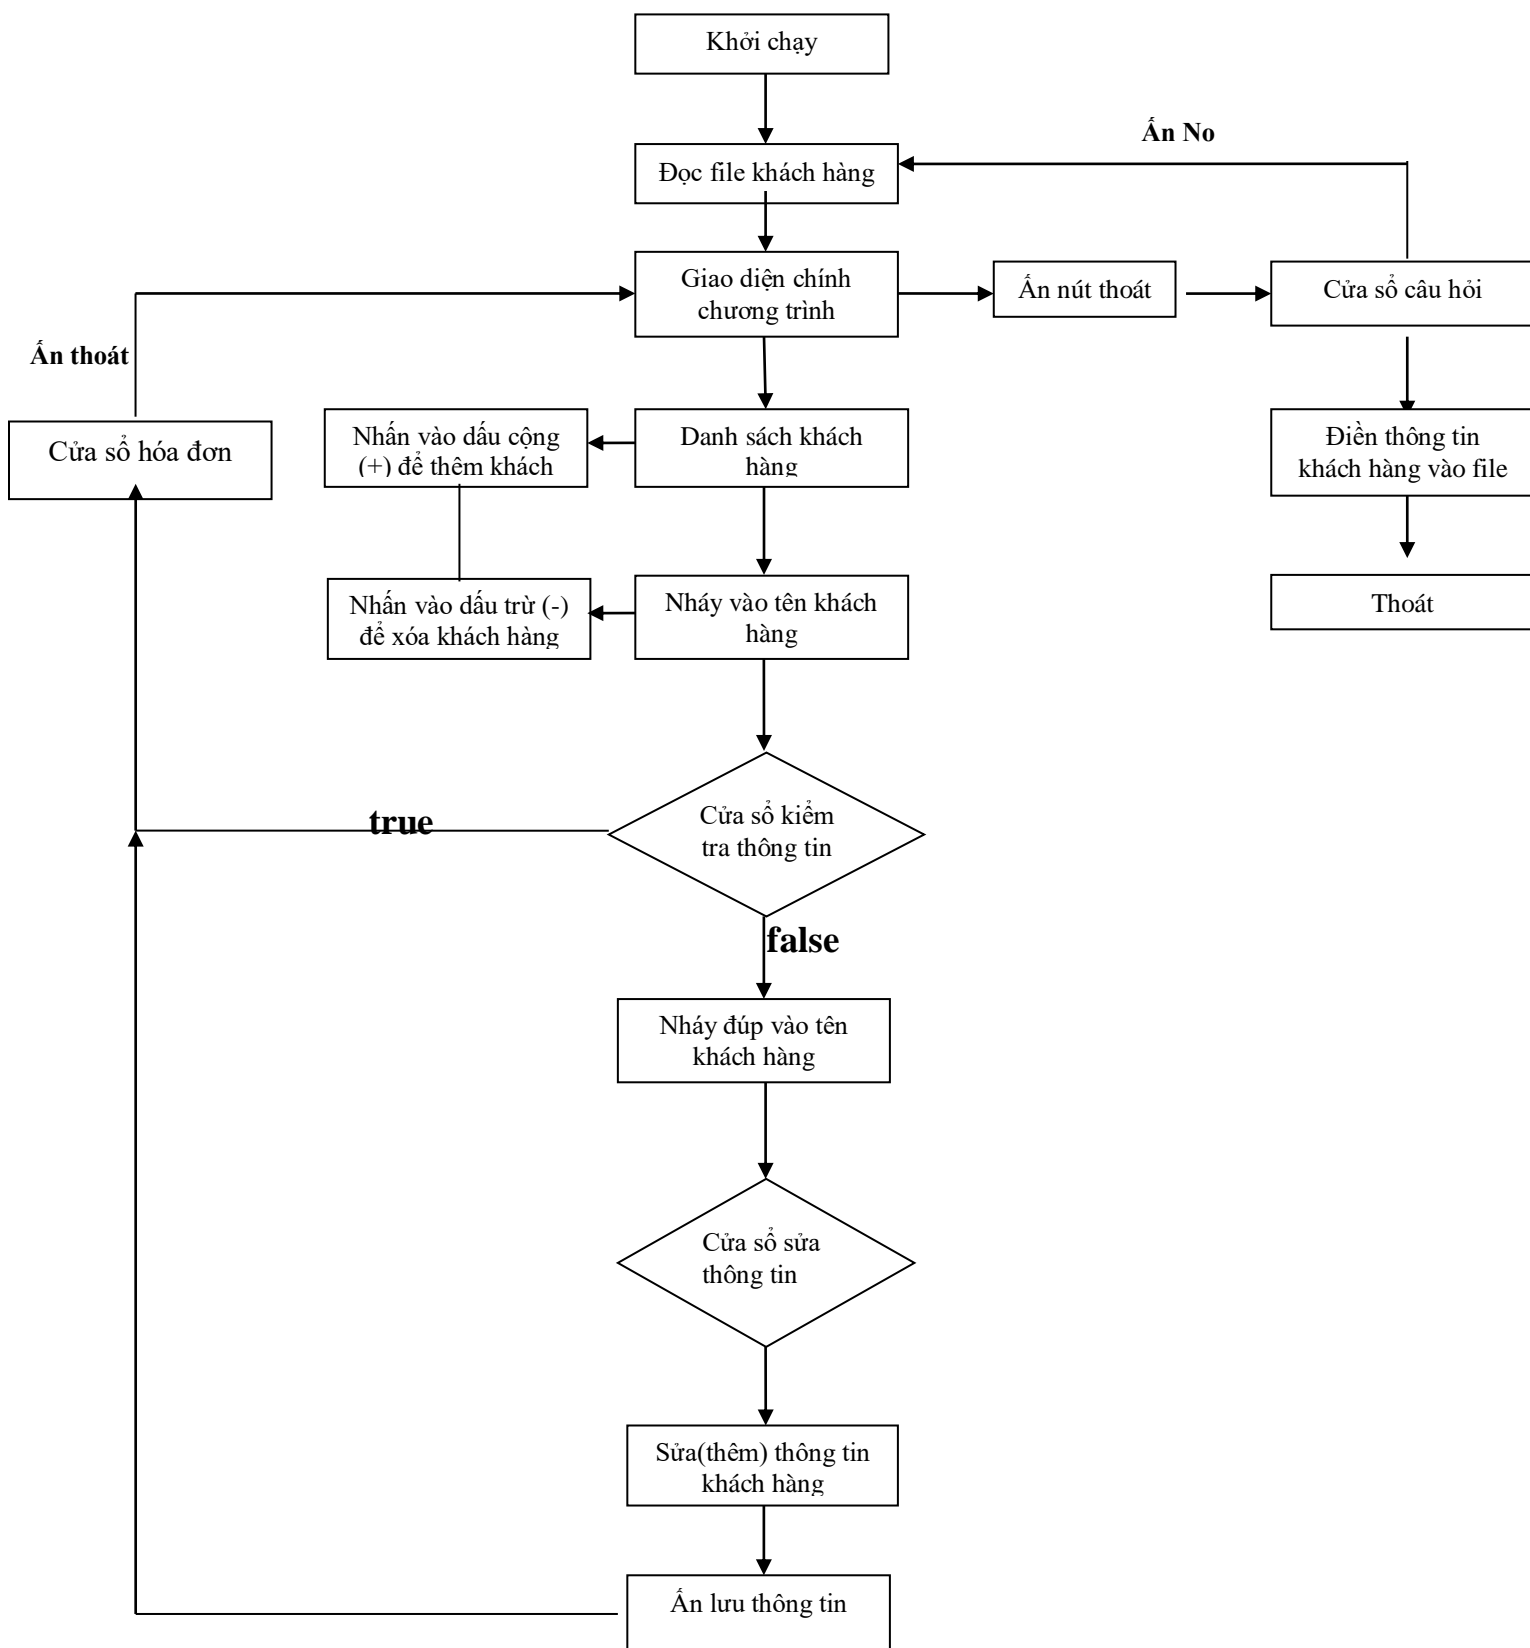 Khởi chạy
Ấn No
Đọc file khách hàng
Giao diện chính
chương trình
Ấn nút thoát
Cửa sổ câu hỏi
Ấn thoát
Cửa sổ hóa đơn
Nhấn vào dấu cộng
(+) để thêm khách
Danh sách khách
hàng
Điền thông tin
khách hàng vào file
Nhấn vào dấu trừ (-)
để xóa khách hàng
Nháy vào tên khách
hàng
Thoát
Cửa sổ kiểm
tra thông tin
true
false
Nháy đúp vào tên
khách hàng
Cửa sổ sửa
thông tin
Sửa(thêm) thông tin
khách hàng
Ấn lưu thông tin